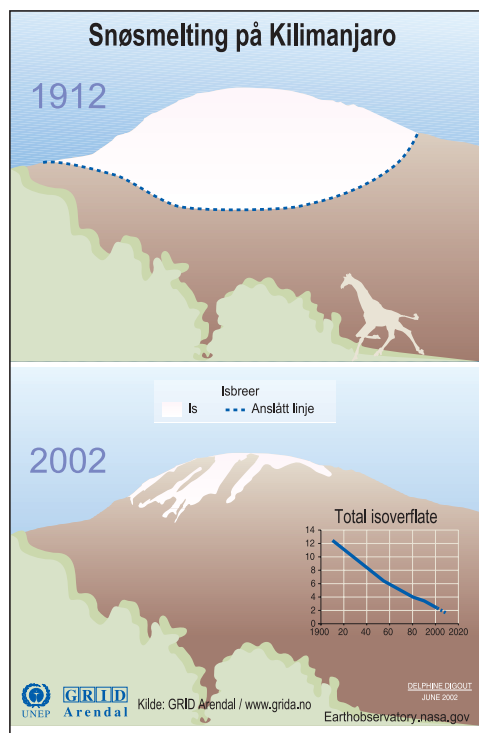 Snøsmelting på Kilimanjaro
1912
Isbreer
Is
Anslått linje
2002
Total isoverflate
14
12
10
8
6
4
2
0
1900 20 40 60 80 2000 2020
UNEP
GRID
Arendal
Kilde: GRID Arendal / www.grida.no
DELPHINE DIGOUT
JUNE 2002
Earthobservatory.nasa.gov